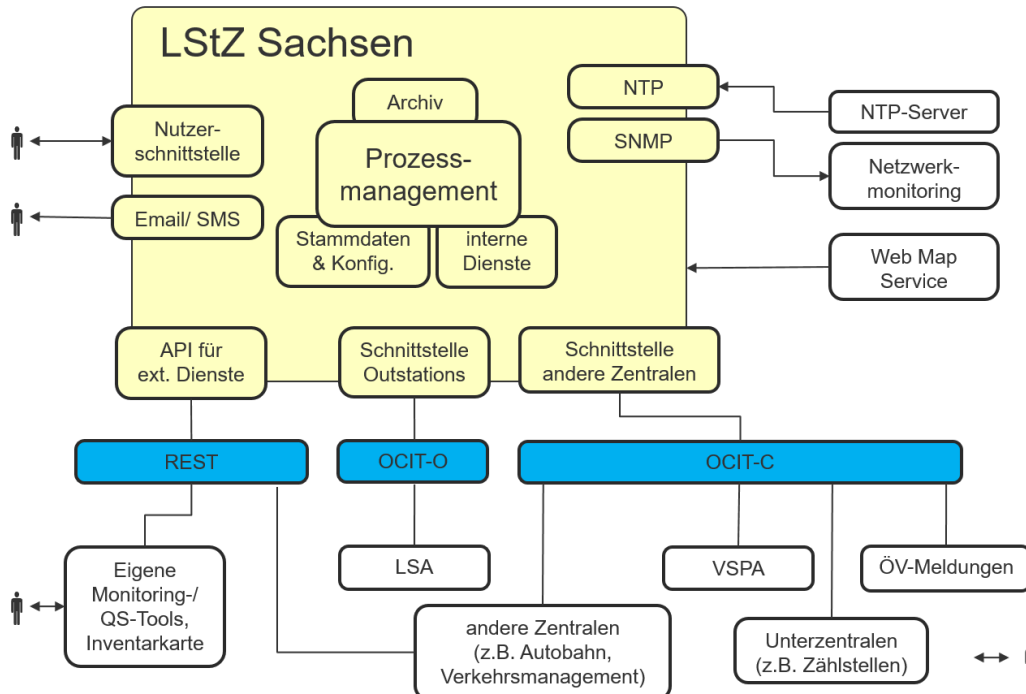 LStZ Sachsen
Archiv
Prozess-
management
Stammdaten
& Konfig.
interne
Dienste
Nutzer-
schnittstelle
Email/ SMS
NTP
SNMP
NTP-Server
Netzwerk-
monitoring
Web Map
Service
API für
ext. Dienste
Schnittstelle
Outstations
Schnittstelle
andere Zentralen
REST
OCIT-O
OCIT-C
Eigene
Monitoring-/
QS-Tools,
Inventarkarte
LSA
VSPA
ÖV-Meldungen
andere Zentralen
(z.B. Autobahn,
Verkehrsmanagement)
Unterzentralen
(z.B. Zählstellen)